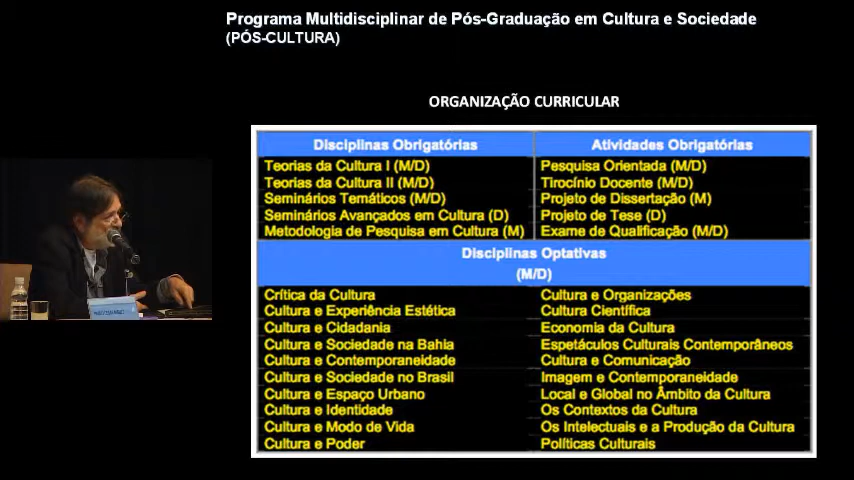 Programa Multidisciplinar de Pós-Graduação em Cultura e Sociedade
(PÓS-CULTURA)
ORGANIZAÇÃO CURRICULAR
Disciplinas Obrigatórias
Atividades Obrigatórias
Teorias da Cultura I (M/D)
Pesquisa Orientada (M/D)
Teorias da Cultura II (M/D)
Tirocínio Docente (M/D)
Seminários Temáticos (M/D)
Projeto de Dissertação (M)
Seminários Avançados em Cultura (D)
Projeto de Tese (D)
Metodologia de Pesquisa em Cultura (M)
Exame de Qualificação (M/D)
Disciplinas Optativas
(M/D)
Crítica da Cultura
Cultura e Organizações
Cultura e Experiência Estética
Cultura Científica
Cultura e Cidadania
Economia da Cultura
Cultura e Sociedade na Bahia
Espetáculos Culturais Contemporâneos
Cultura e Contemporaneidade
Cultura e Comunicação
Cultura e Sociedade no Brasil
Imagem e Contemporaneidade
Cultura e Espaço Urbano
Local e Global no Âmbito da Cultura
Cultura e Identidade
Os Contextos da Cultura
Cultura e Modo de Vida
Os Intelectuais e a Produção da Cultura
Cultura e Poder
Políticas Culturais